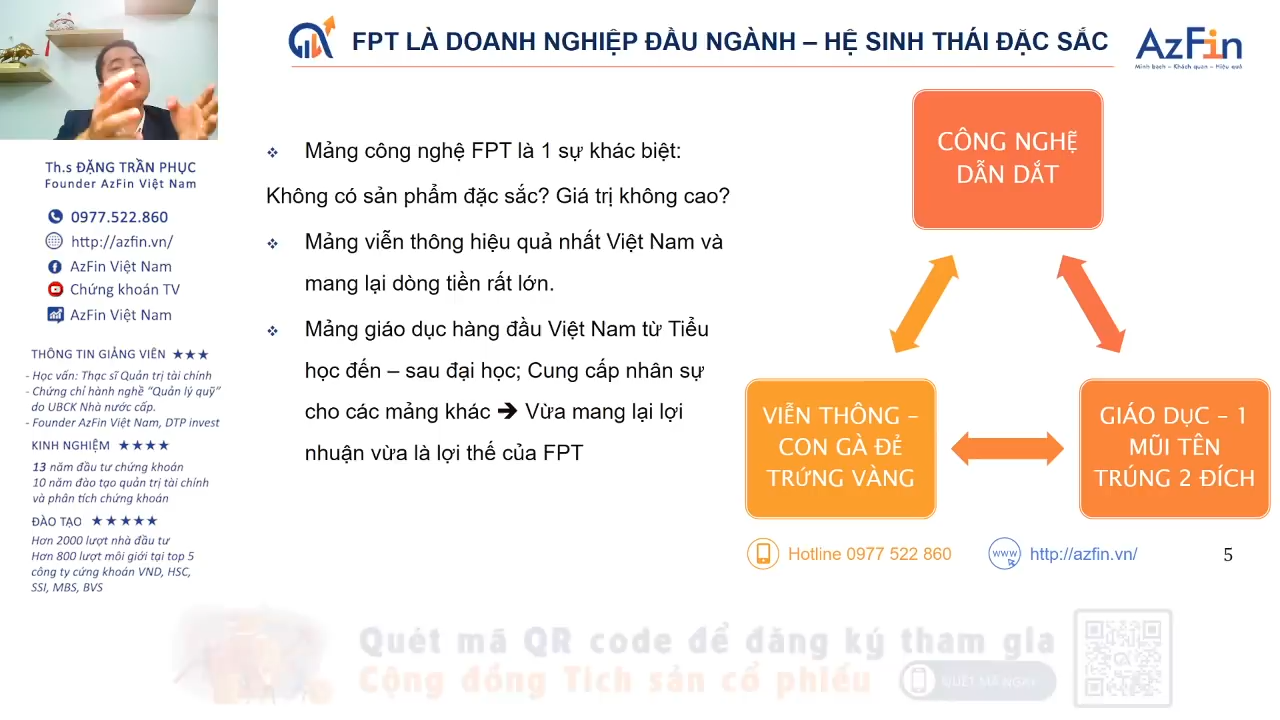 FPT LÀ DOANH NGHIỆP ĐẦU NGÀNH – HỆ SINH THÁI ĐẶC SẮC
AzFin
Minh bạch – Khách quan – Hiệu quả
Th.s ĐẶNG TRẦN PHỤC
Founder AzFin Việt Nam
0977.522.860
http://azfin.vn/
AzFin Việt Nam
Chứng khoán TV
AzFin Việt Nam
THÔNG TIN GIẢNG VIÊN ★★★
- Học vấn: Thạc sĩ Quản trị tài chính
- Chứng chỉ hành nghề “Quản lý quỹ”
do UBCK Nhà nước cấp.
- Founder AzFin Việt Nam, DTP invest
KINH NGHIỆM ★★★★
13 năm đầu tư chứng khoán
10 năm đào tạo quản trị tài chính
và phân tích chứng khoán
ĐÀO TẠO ★★★★★
Hơn 2000 lượt nhà đầu tư
Hơn 800 lượt môi giới tại top 5
công ty cứng khoán VND, HSC,
SSI, MBS, BVS
❖ Mảng công nghệ FPT là 1 sự khác biệt:
Không có sản phẩm đặc sắc? Giá trị không cao?
❖ Mảng viễn thông hiệu quả nhất Việt Nam và
mang lại dòng tiền rất lớn.
❖ Mảng giáo dục hàng đầu Việt Nam từ Tiểu
học đến – sau đại học; Cung cấp nhân sự
cho các mảng khác ➔ Vừa mang lại lợi
nhuận vừa là lợi thế của FPT
CÔNG NGHỆ
DẪN DẮT
VIỄN THÔNG –
CON GÀ ĐẺ
TRỨNG VÀNG
GIÁO DỤC – 1
MŨI TÊN
TRÚNG 2 ĐÍCH
Hotline 0977 522 860
www
http://azfin.vn/
5
Quét mã QR code để đăng ký tham gia
Cộng đồng Tích sản cổ phiếu
QUÉT MÃ NGAY